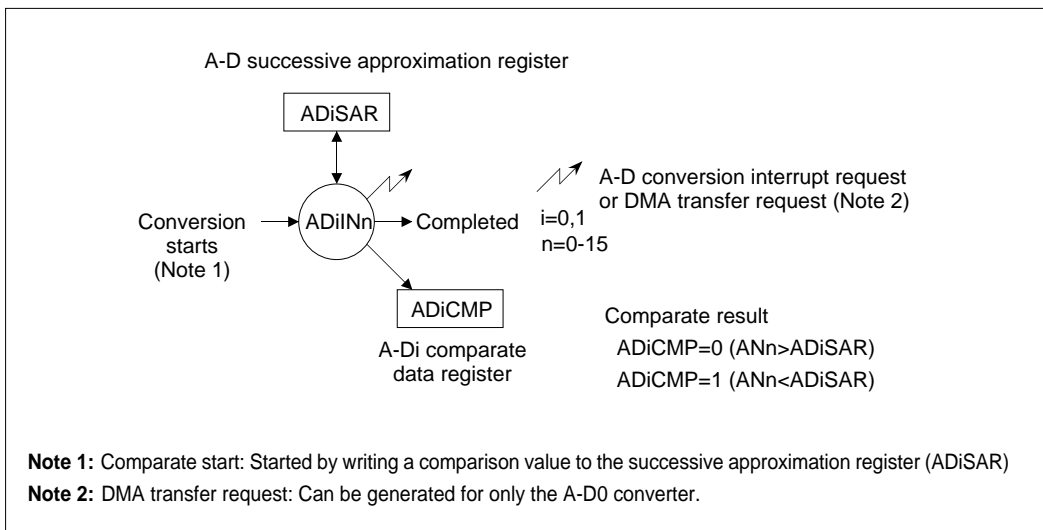 A-D successive approximation register
ADiSAR
A-D conversion interrupt request
or DMA transfer request (Note 2)
i=0,1
n=0-15
Conversion
starts
(Note 1)
ADiINn
Completed
ADiCMP
A-Di comparate
data register
Comparate result
ADiCMP=0 (ANn>ADiSAR)
ADiCMP=1 (ANn<ADiSAR)
Note 1: Comparate start: Started by writing a comparison value to the successive approximation register (ADiSAR)
Note 2: DMA transfer request: Can be generated for only the A-D0 converter.